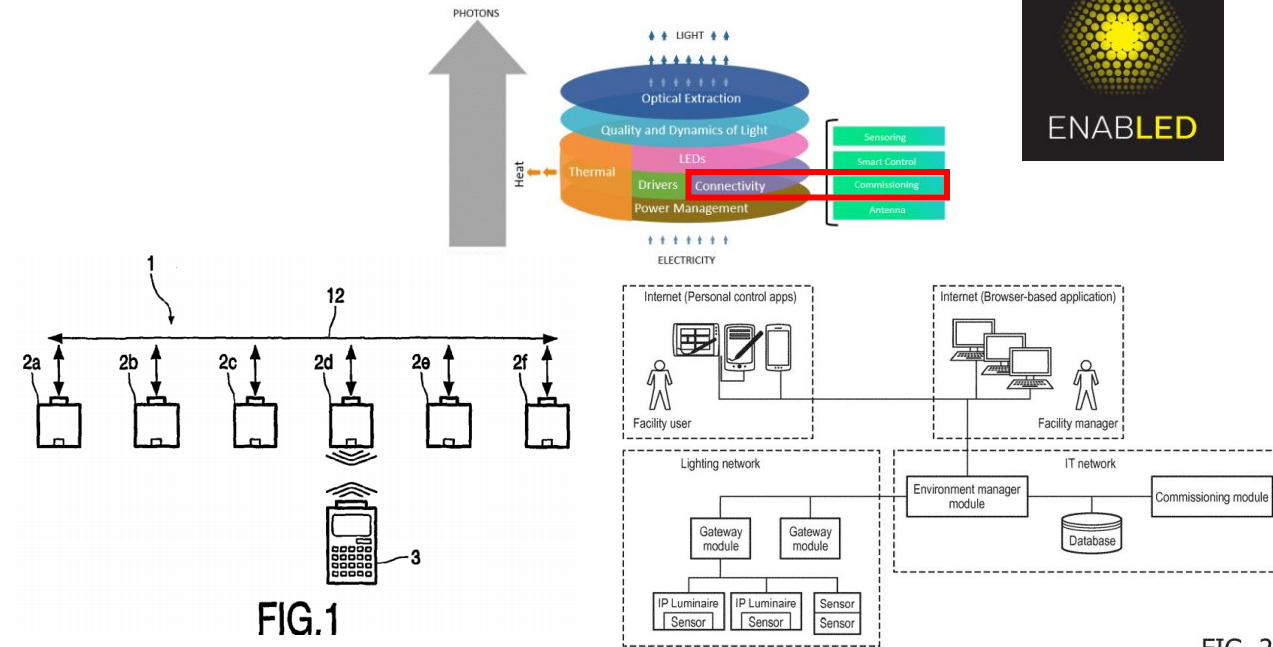 PHOTONS
LIGHT
Optical Extraction
Quality and Dynamics of Light
LEDs
Thermal
Heat
Drivers
Connectivity
Power Management
ELECTRICITY
Sensoring
Smart Control
Commissioning
Antenna
ENABLED
1
12
2a
2b
2c
2d
2e
2f
3
FIG.1
Internet (Personal control apps)
Facility user
Internet (Browser-based application)
Facility manager
Lighting network
Gateway
module
Gateway
module
IP Luminaire
Sensor
IP Luminaire
Sensor
Sensor
Sensor
IT network
Environment manager
module
Database
Commissioning module
FIG. 2